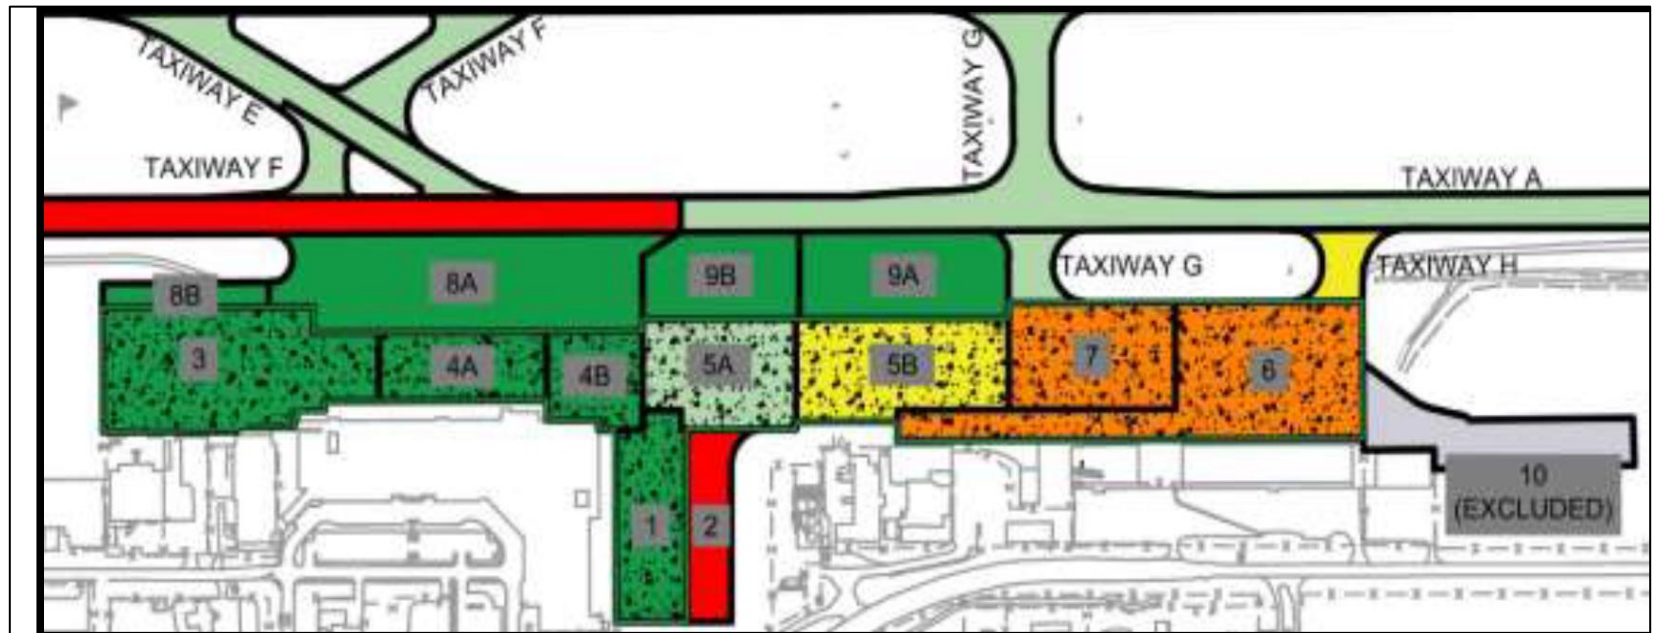 TAXIWAY E
TAXIWAY F
TAXIWAY G
TAXIWAY F
TAXIWAY A
TAXIWAY G
TAXIWAY H
8B
8A
9B
9A
3
4A
4B
5A
5B
7
6
1
2
10
(EXCLUDED)